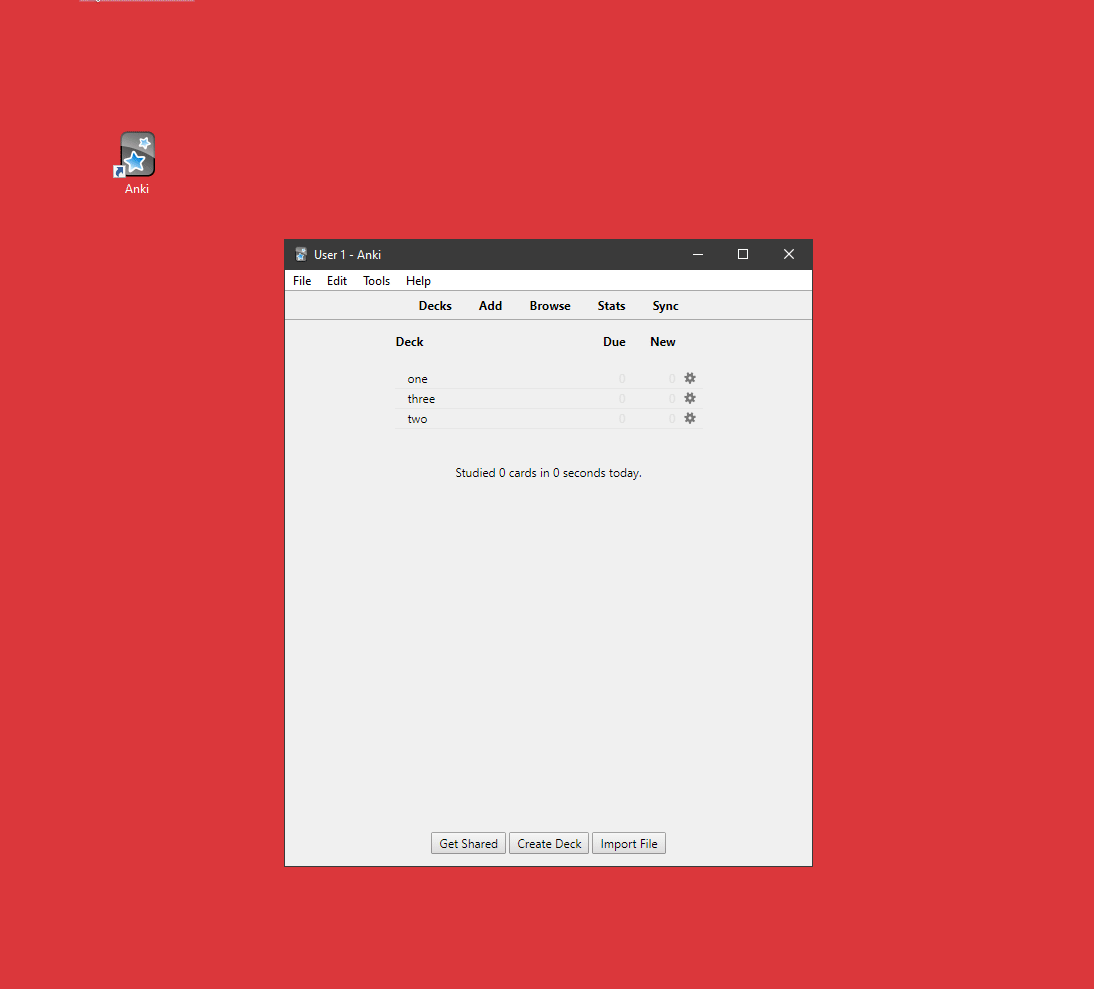 Anki
User 1 - Anki
File Edit Tools Help
Decks Add Browse Stats Sync
Deck Due New
one 0 0
three 0 0
two 0 0
Studied 0 cards in 0 seconds today.
Get Shared Create Deck Import File